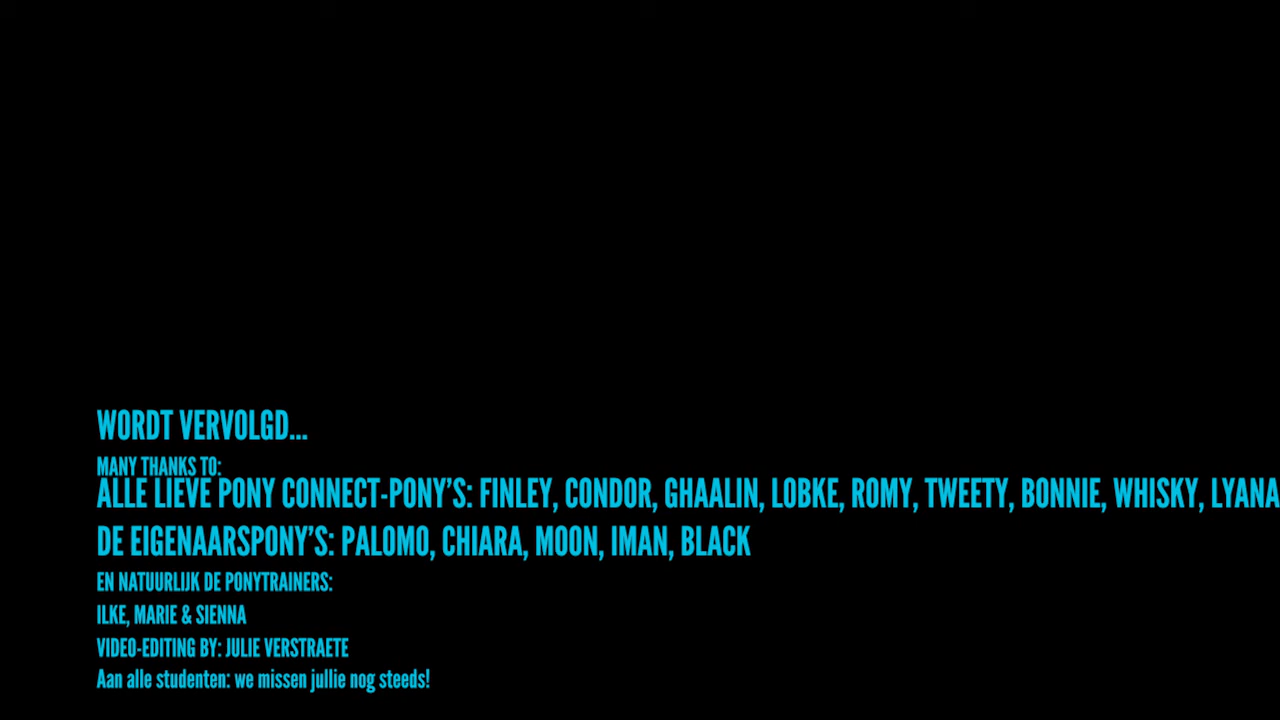 WORDT VERVOLGD...
MANY THANKS TO:
ALLE LIEVE PONY CONNECT-PONY'S: FINLEY, CONDOR, GHAALIN, LOBKE, ROMY, TWEETY, BONNIE, WHISKY, LYANA
DE EIGENAARSPONY'S: PALOMO, CHIARA, MOON, IMAN, BLACK
EN NATUURLIJK DE PONYTRAINERS:
ILKE, MARIE & SIENNA
VIDEO-EDITING BY: JULIE VERSTRAETE
Aan alle studenten: we missen jullie nog steeds!